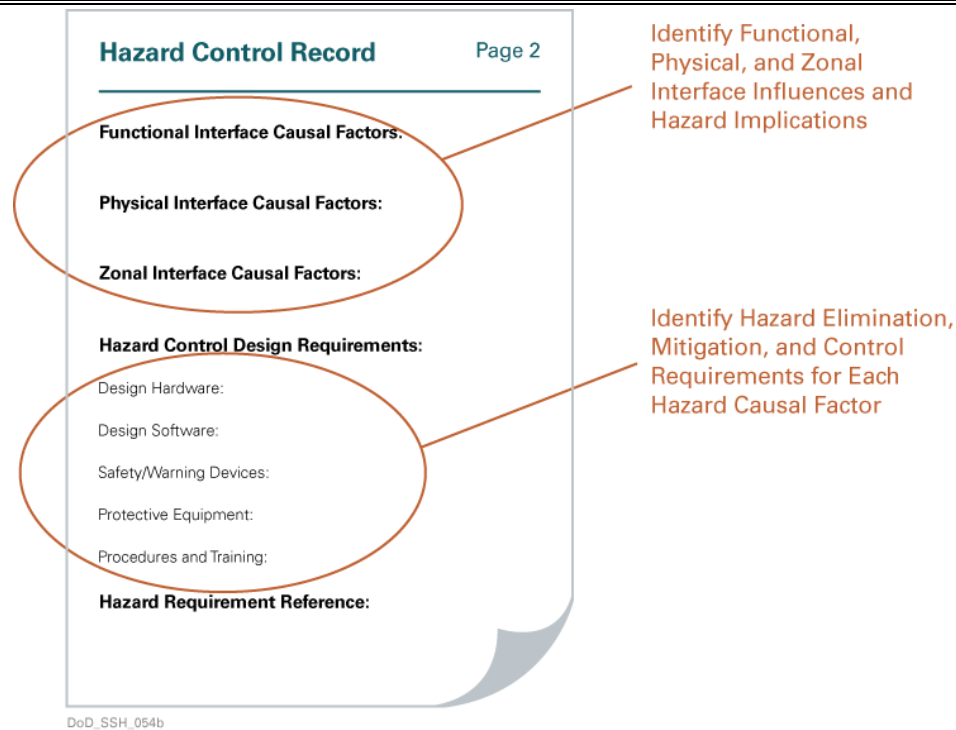 Hazard Control Record Page 2
Identify Functional,
Physical, and Zonal
Interface Influences and
Hazard Implications
Functional Interface Causal Factors:
Physical Interface Causal Factors:
Zonal Interface Causal Factors:
Hazard Control Design Requirements:
Identify Hazard Elimination,
Mitigation, and Control
Requirements for Each
Hazard Causal Factor
Design Hardware:
Design Software:
Safety/Warning Devices:
Protective Equipment:
Procedures and Training:
Hazard Requirement Reference:
DoD_SSH_054b